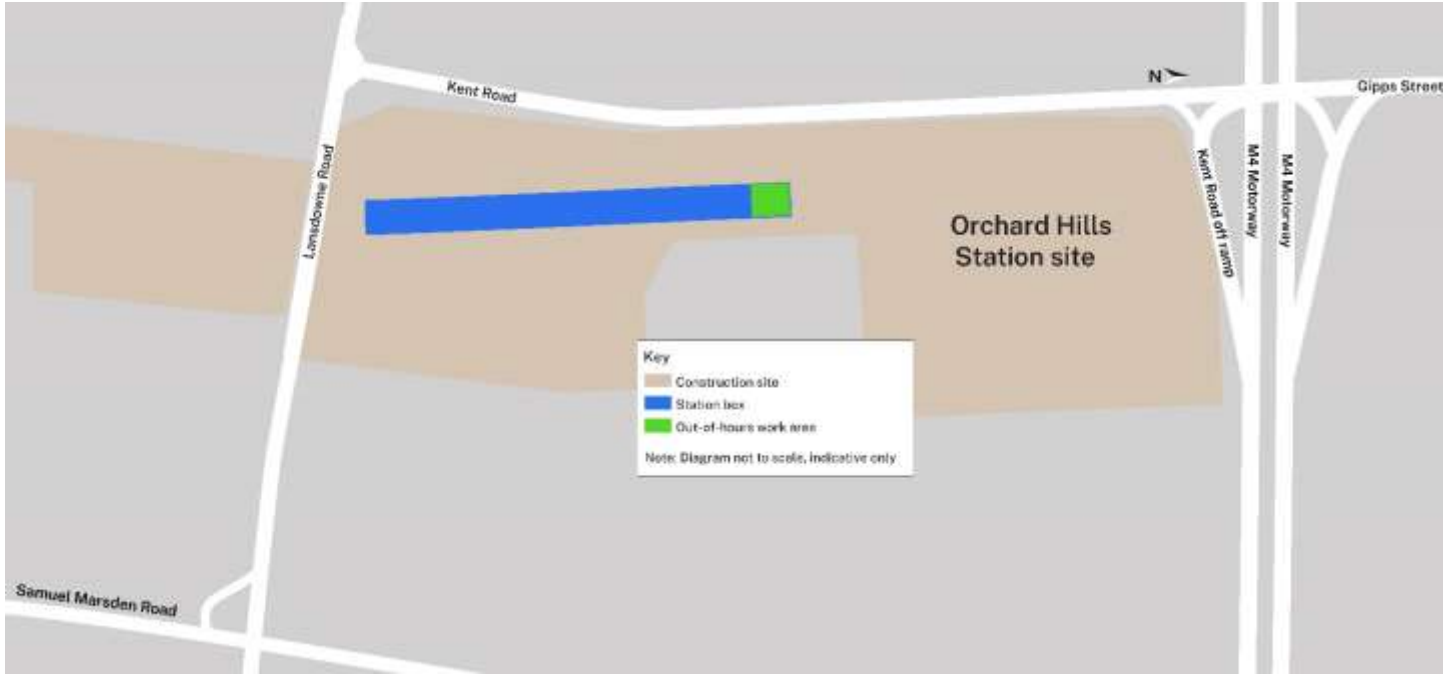 N
Kent Road
Gipps Street
Lansdowne Road
Kent Road off ramp
M4 Motorway
M4 Motorway
Orchard Hills
Station site
Key
Construction site
Station box
Out-of-hours work area
Note: Diagram not to scale, indicative only
Samuel Marsden Road